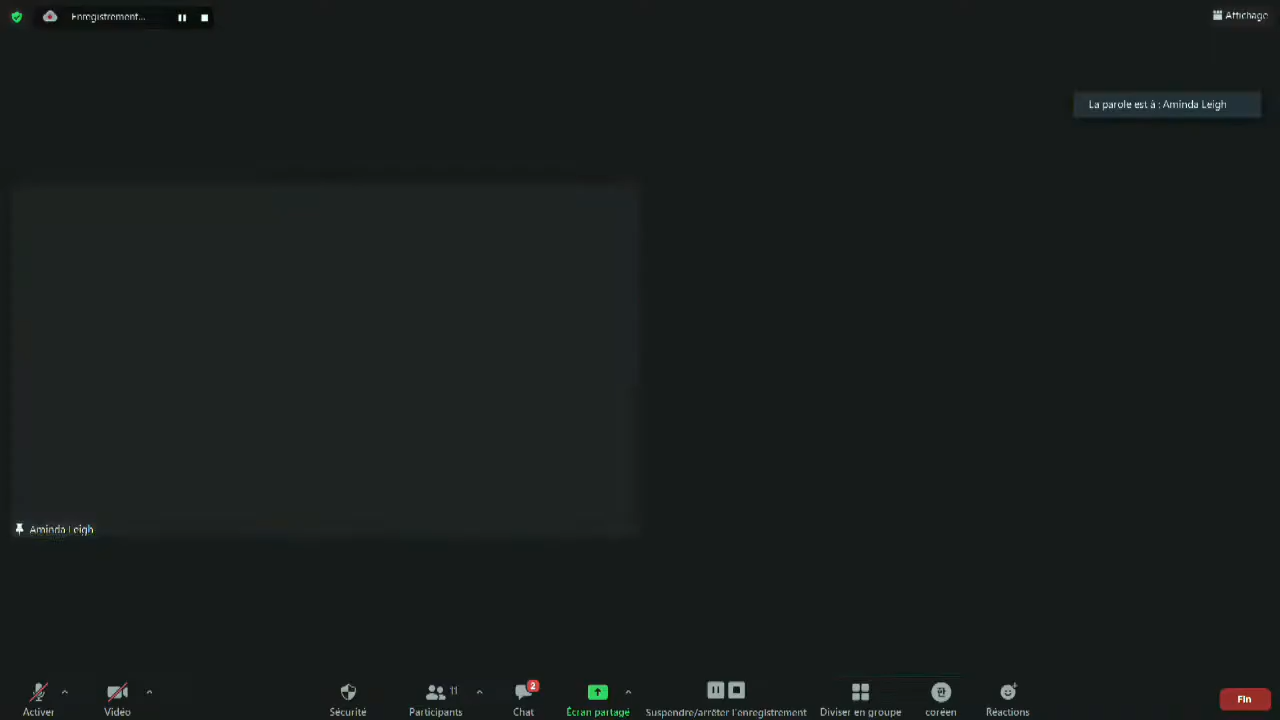 Enregistrement...
Affichage
La parole est à : Aminda Leigh
Aminda Leigh
11
2
한
Activer
Vidéo
Sécurité
Participants
Chat
Écran partagé
Suspendre/arrêter l'enregistrement
Diviser en groupe
coréen
Réactions
Fin